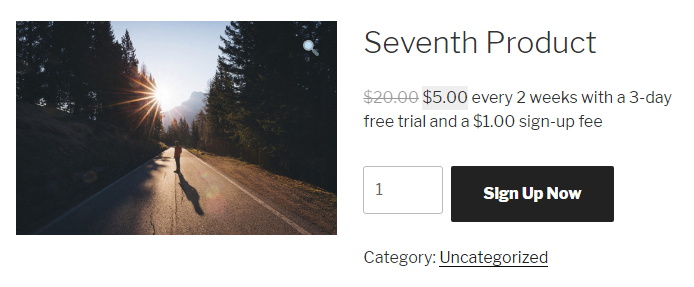 Seventh Product
$20.00 $5.00 every 2 weeks with a 3-day
free trial and a $1.00 sign-up fee
1
Sign Up Now
Category: Uncategorized